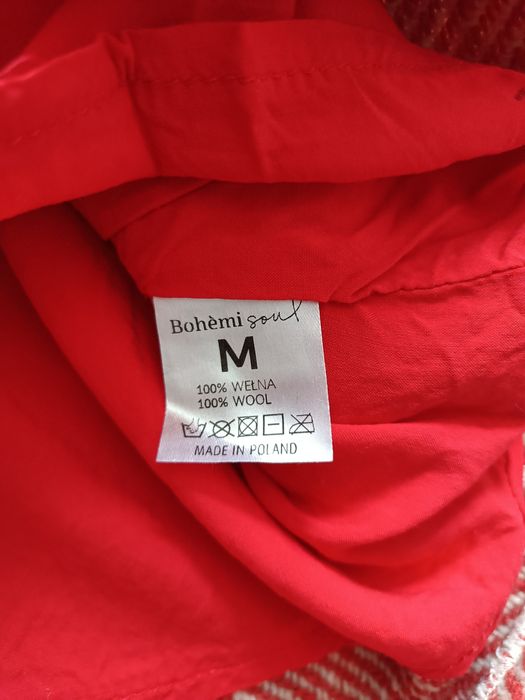 Bohèmi soul
M
100% WEŁNA
100% WOOL
MADE IN POLAND